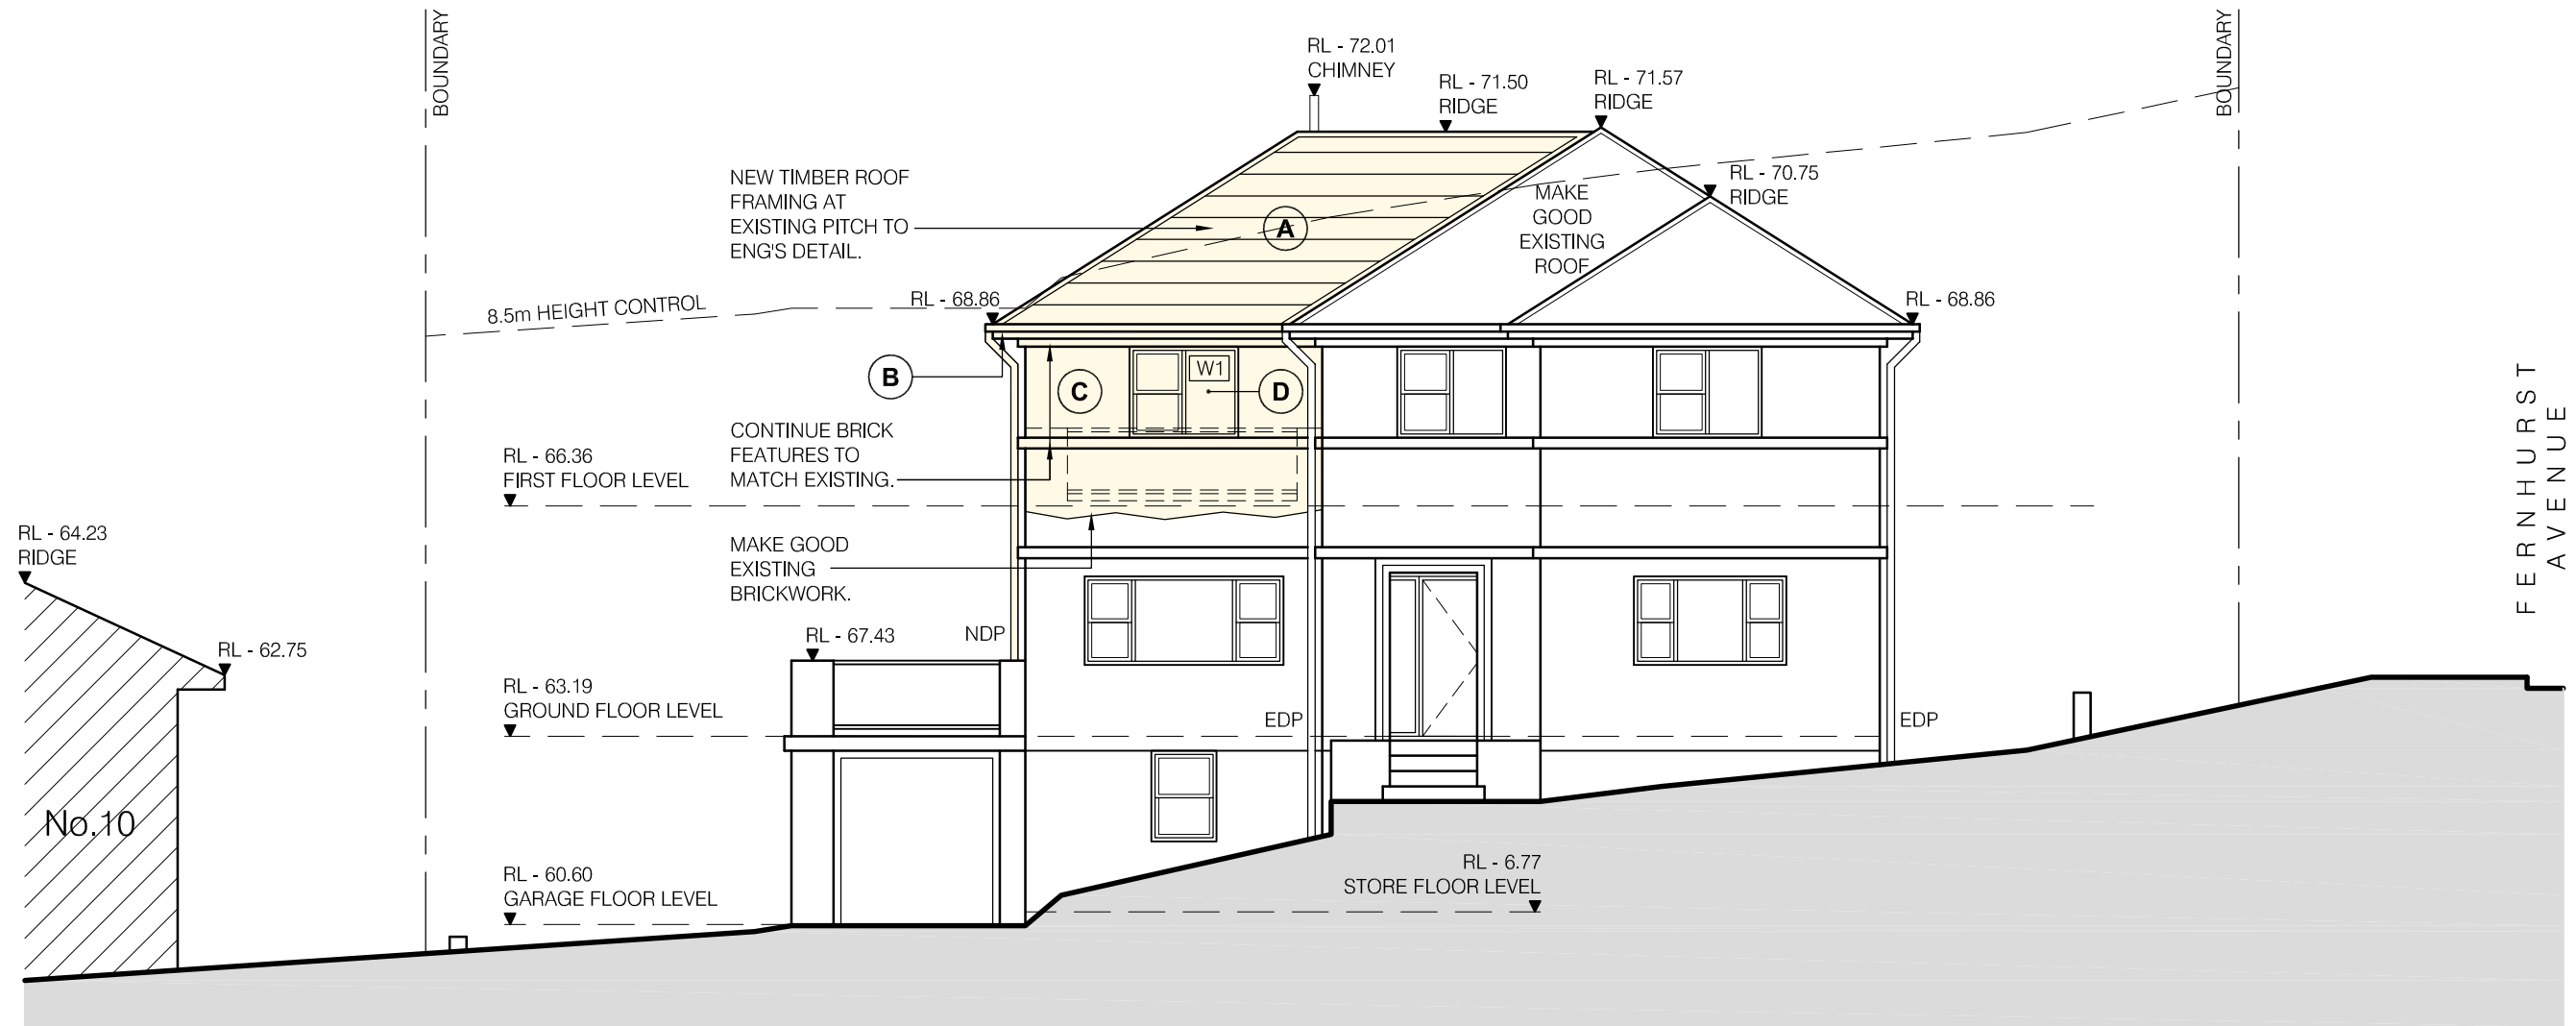 BOUNDARY
BOUNDARY
RL - 72.01
CHIMNEY
RL - 71.50
RIDGE
RL - 71.57
RIDGE
RL - 70.75
RIDGE
NEW TIMBER ROOF
FRAMING AT
EXISTING PITCH TO
ENG'S DETAIL.
A
MAKE
GOOD
EXISTING
ROOF
8.5m HEIGHT CONTROL
RL - 68.86
RL - 68.86
B
C
W1
D
CONTINUE BRICK
FEATURES TO
MATCH EXISTING.
RL - 66.36
FIRST FLOOR LEVEL
FERNHURST
AVENUE
RL - 64.23
RIDGE
MAKE GOOD
EXISTING
BRICKWORK.
RL - 67.43
NDP
RL - 62.75
RL - 63.19
GROUND FLOOR LEVEL
EDP
EDP
No.10
RL - 60.60
GARAGE FLOOR LEVEL
RL - 6.77
STORE FLOOR LEVEL